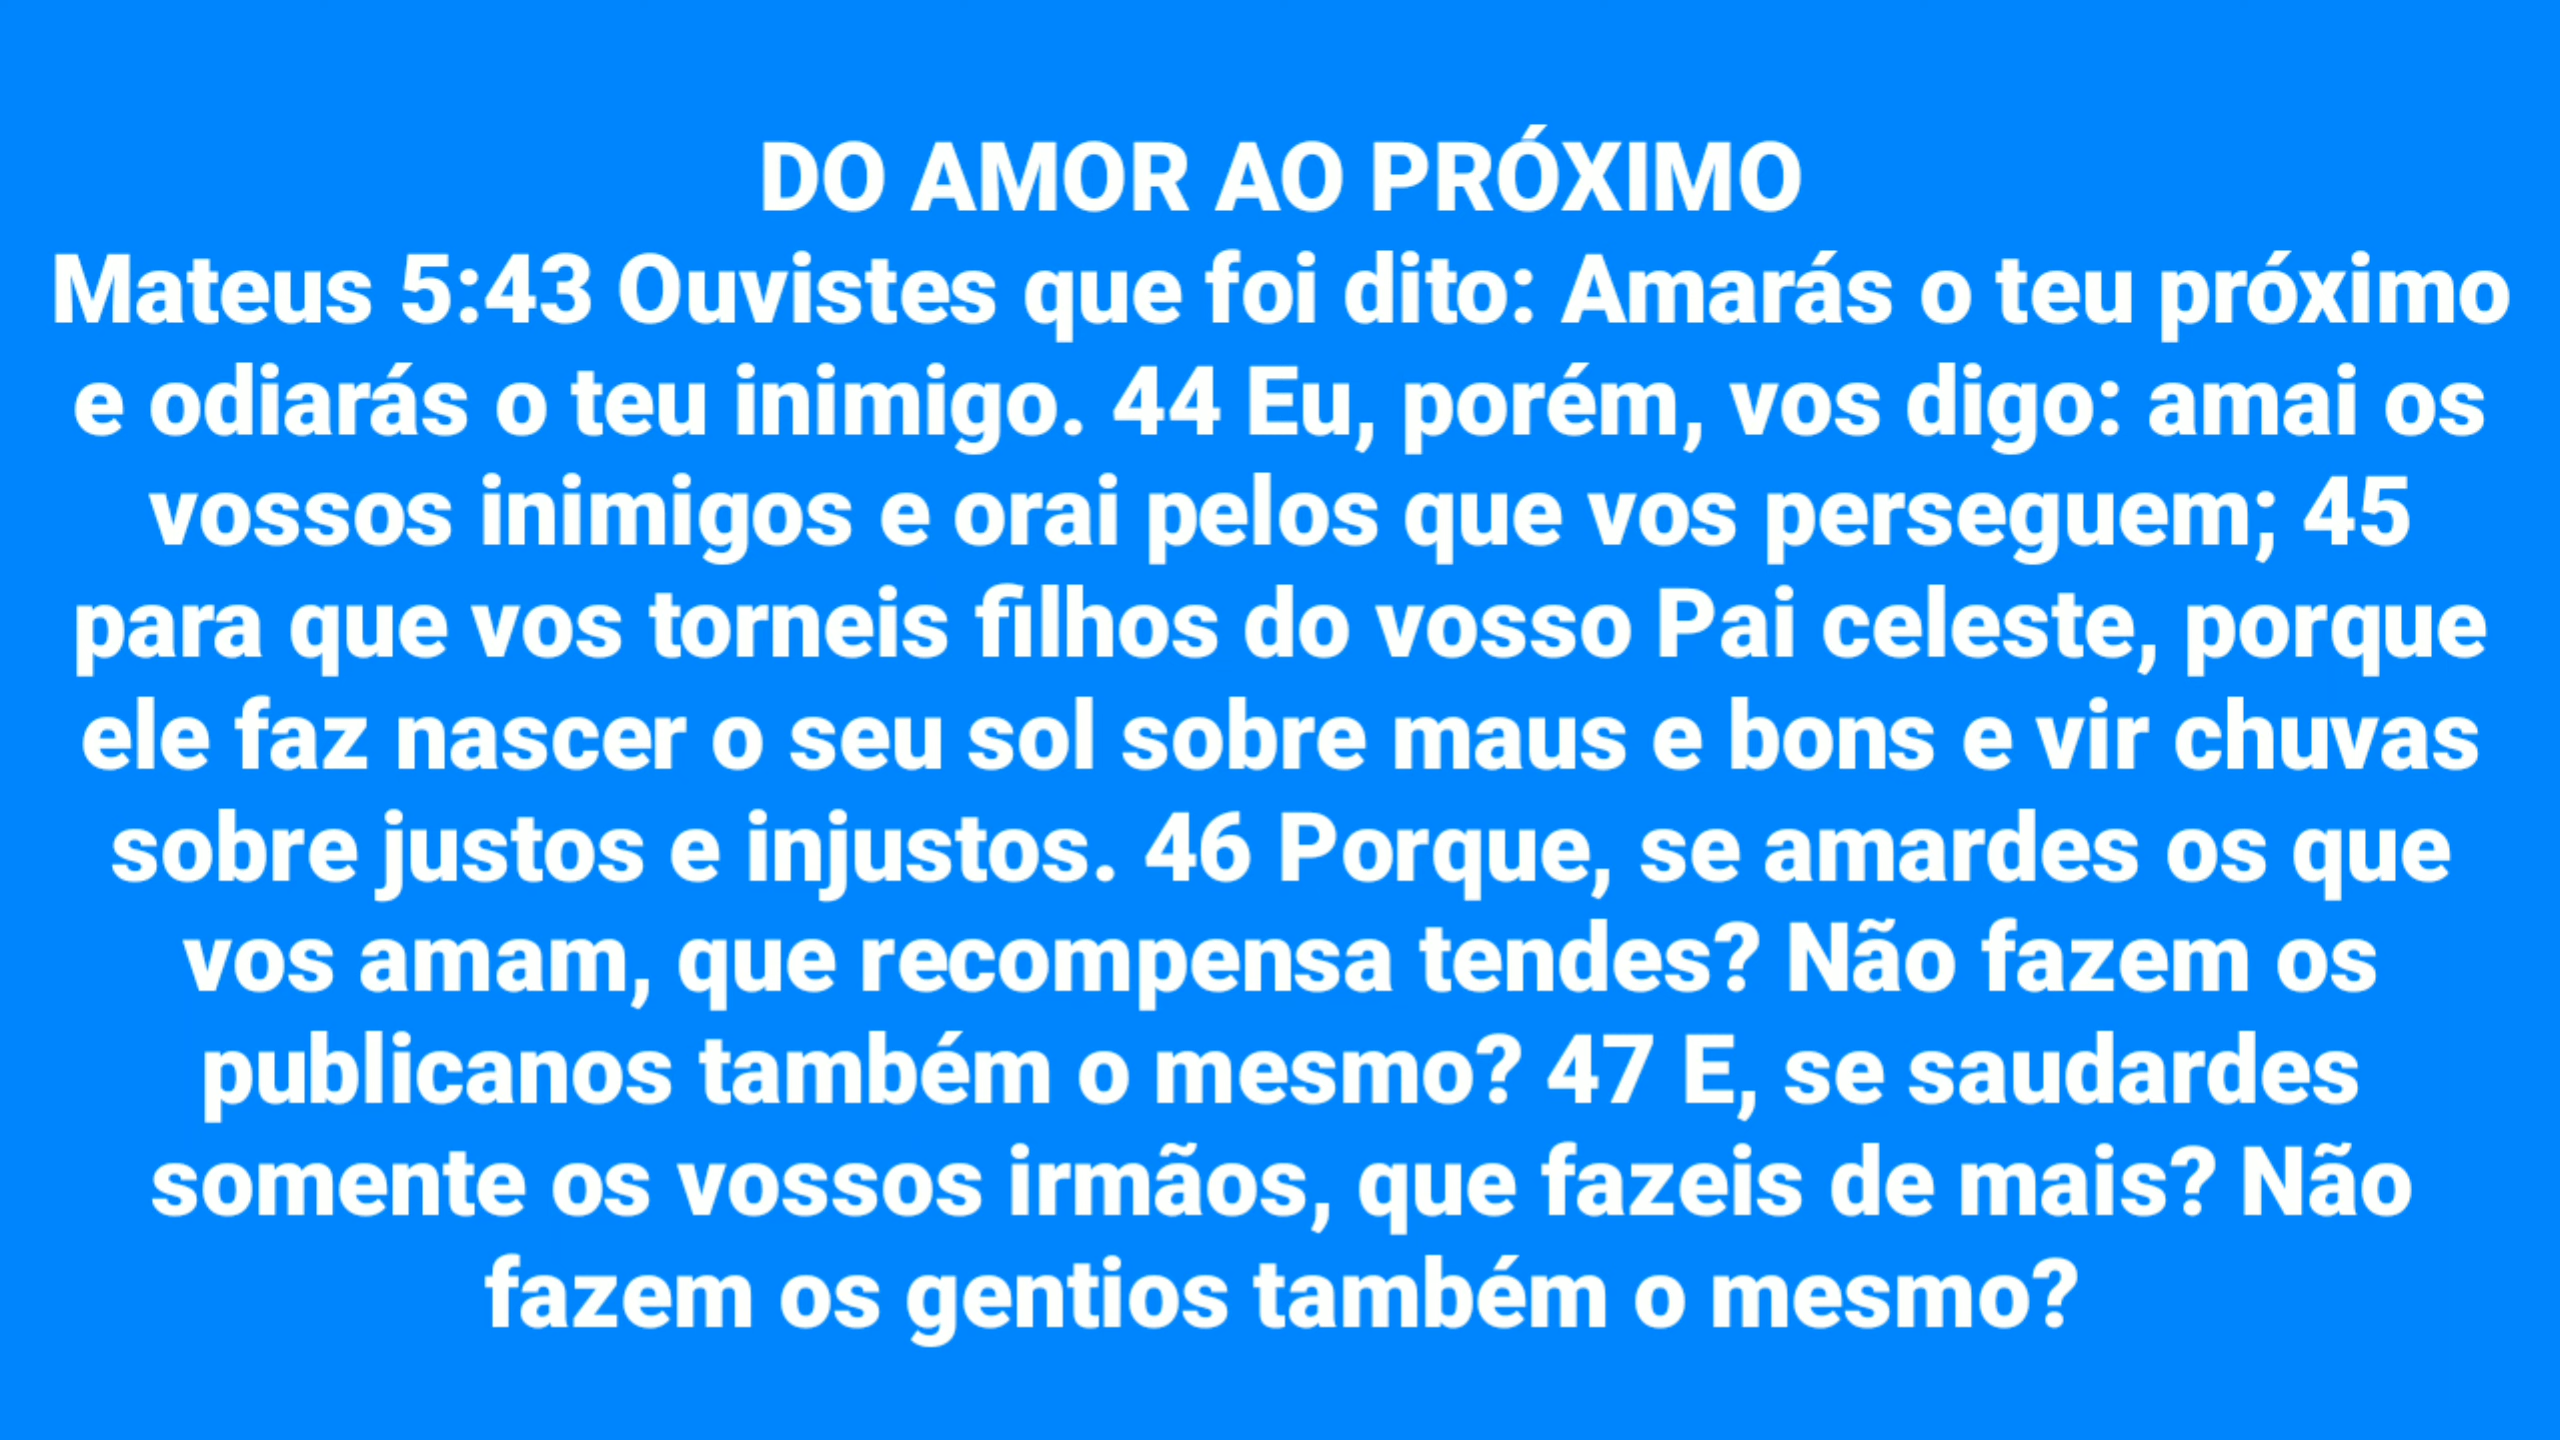 DO AMOR AO PRÓXIMO
Mateus 5:43 Ouvistes que foi dito: Amarás o teu próximo
e odiarás o teu inimigo. 44 Eu, porém, vos digo: amai os
vossos inimigos e orai pelos que vos perseguem; 45
para que vos torneis filhos do vosso Pai celeste, porque
ele faz nascer o seu sol sobre maus e bons e vir chuvas
sobre justos e injustos. 46 Porque, se amardes os que
vos amam, que recompensa tendes? Não fazem os
publicanos também o mesmo? 47 E, se saudardes
somente os vossos irmãos, que fazeis de mais? Não
fazem os gentios também o mesmo?